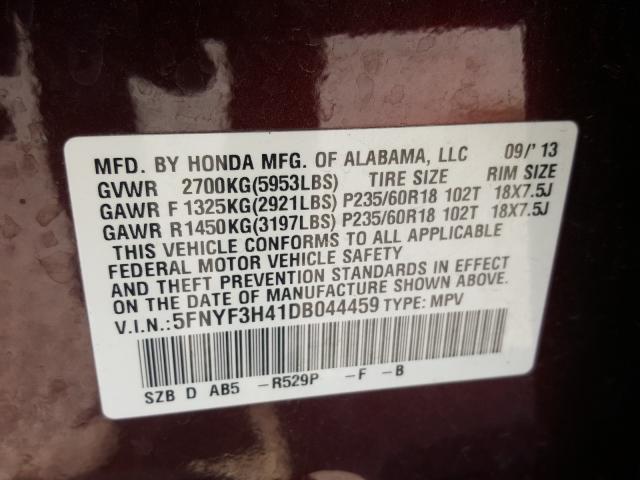 MFD. BY HONDA MFG. OF ALABAMA, LLC 09/'13
GVWR 2700KG(5953LBS) TIRE SIZE RIM SIZE
GAWR F 1325KG(2921LBS) P235/60R18 102T 18X7.5J
GAWR R1450KG(3197LBS) P235/60R18 102T 18X7.5J
THIS VEHICLE CONFORMS TO ALL APPLICABLE
FEDERAL MOTOR VEHICLE SAFETY
AND THEFT PREVENTION STANDARDS IN EFFECT
ON THE DATE OF MANUFACTURE SHOWN ABOVE.
V.I.N.:5FNYF3H41DB044459 TYPE: MPV
SZB D AB5 -R529P -F -B